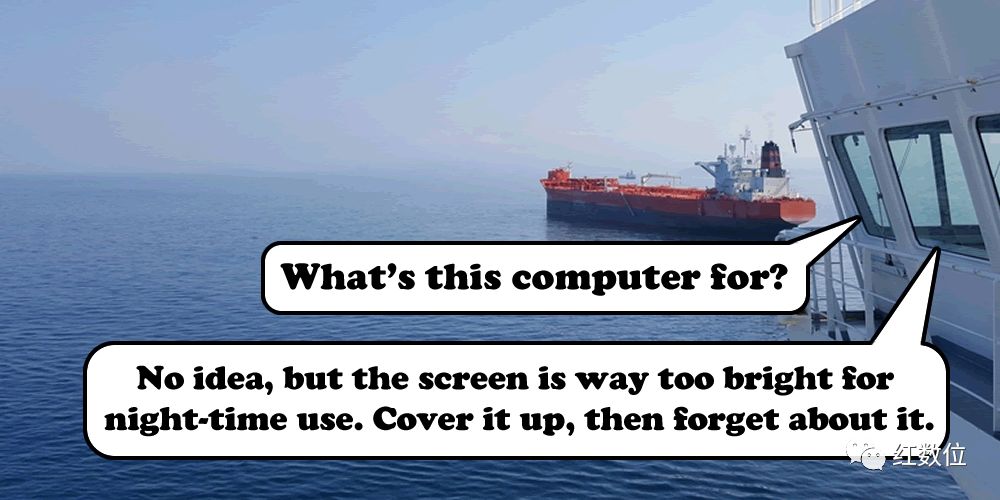 What's this computer for?
No idea, but the screen is way too bright for
night-time use. Cover it up, then forget about it.
红数位